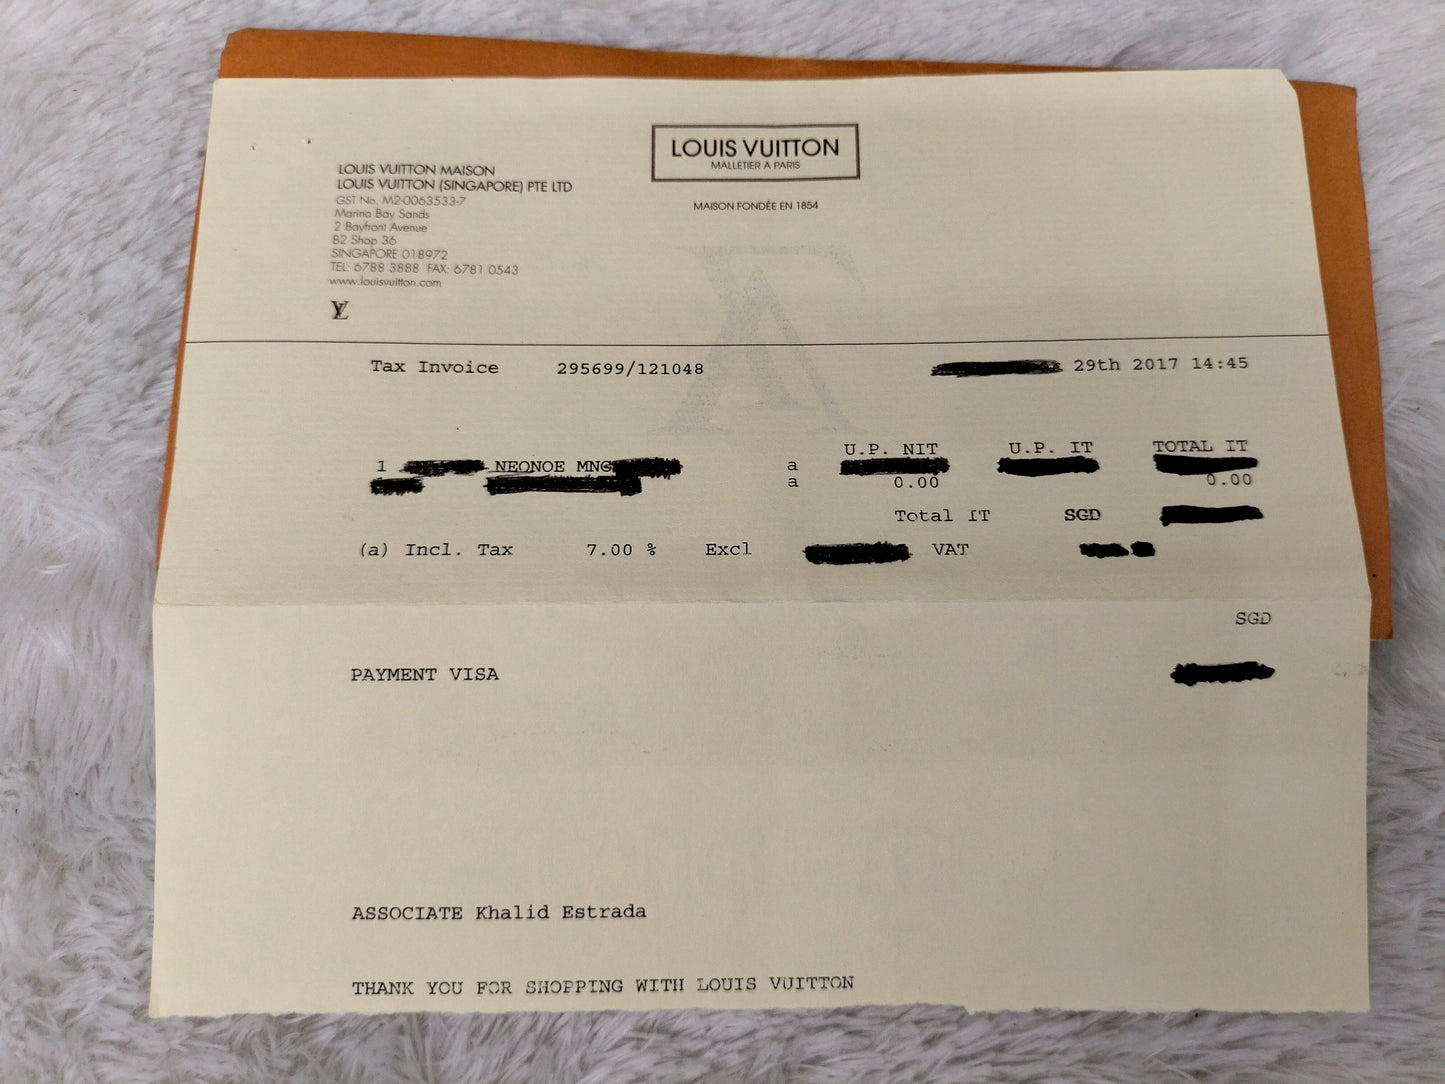 LOUIS VUITTON
MALLETIER A PARIS
MAISON FONDÉE EN 1854
LOUIS VUITTON MAISON
LOUIS VUITTON (SINGAPORE) PTE LTD
GST No. M2-0063533-7
Marina Bay Sands
2 Bayfront Avenue
B2 Shop 36
SINGAPORE 018972
TEL: 6788 3888 FAX: 6781 0543
www.louisvuitton.com
LV
Tax Invoice 295699/121048 29th 2017 14:45
U.P. NIT U.P. IT TOTAL IT
1 NEONOE MNG a
a 0.00 0.00
Total IT SGD
(a) Incl. Tax 7.00 % Excl VAT
SGD
PAYMENT VISA
ASSOCIATE Khalid Estrada
THANK YOU FOR SHOPPING WITH LOUIS VUITTON